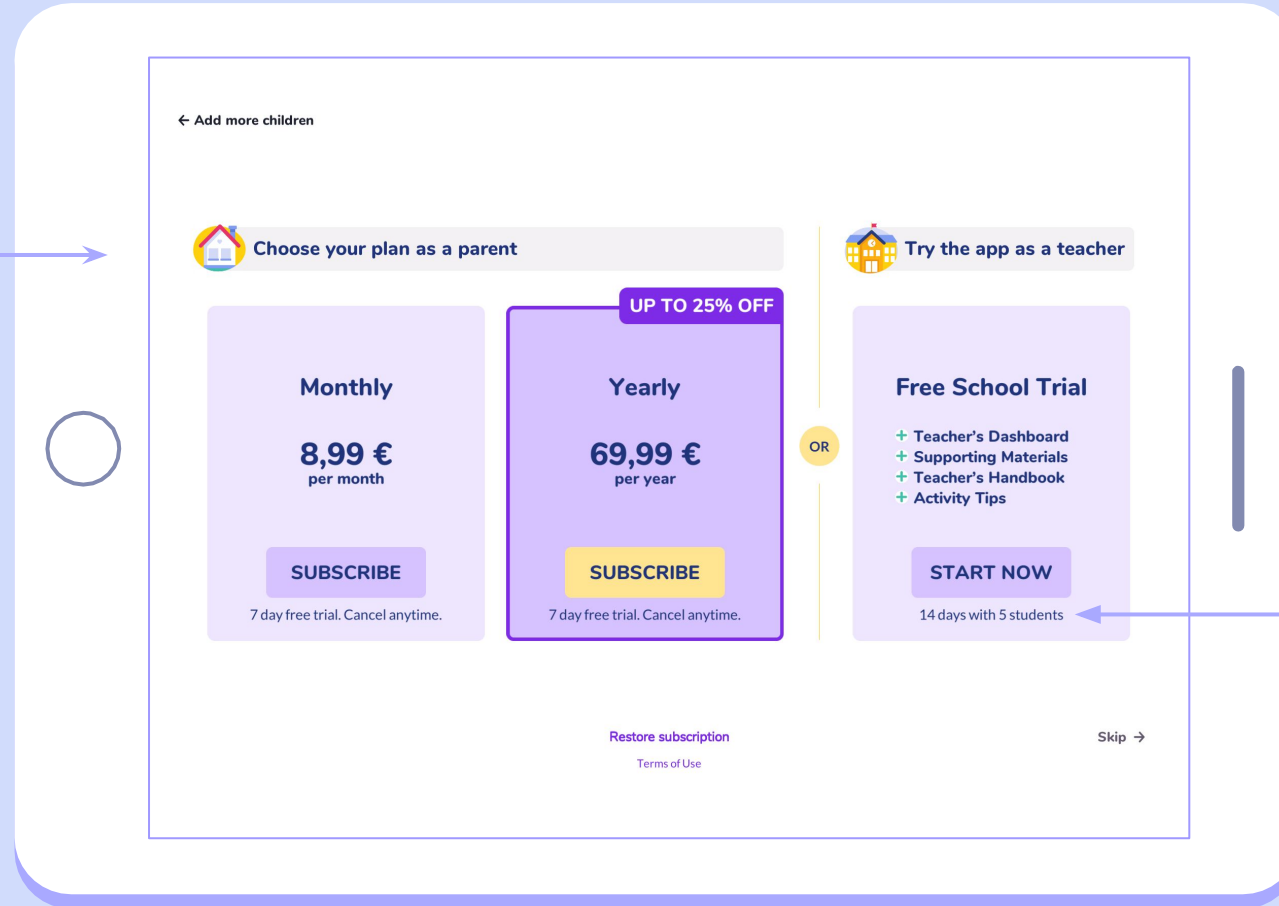 ← Add more children
Choose your plan as a parent
Try the app as a teacher
UP TO 25% OFF
Monthly
8,99 €
per month
SUBSCRIBE
7 day free trial. Cancel anytime.
Yearly
69,99 €
per year
SUBSCRIBE
7 day free trial. Cancel anytime.
OR
Free School Trial
+ Teacher’s Dashboard
+ Supporting Materials
+ Teacher’s Handbook
+ Activity Tips
START NOW
14 days with 5 students
Restore subscription
Skip →
Terms of Use